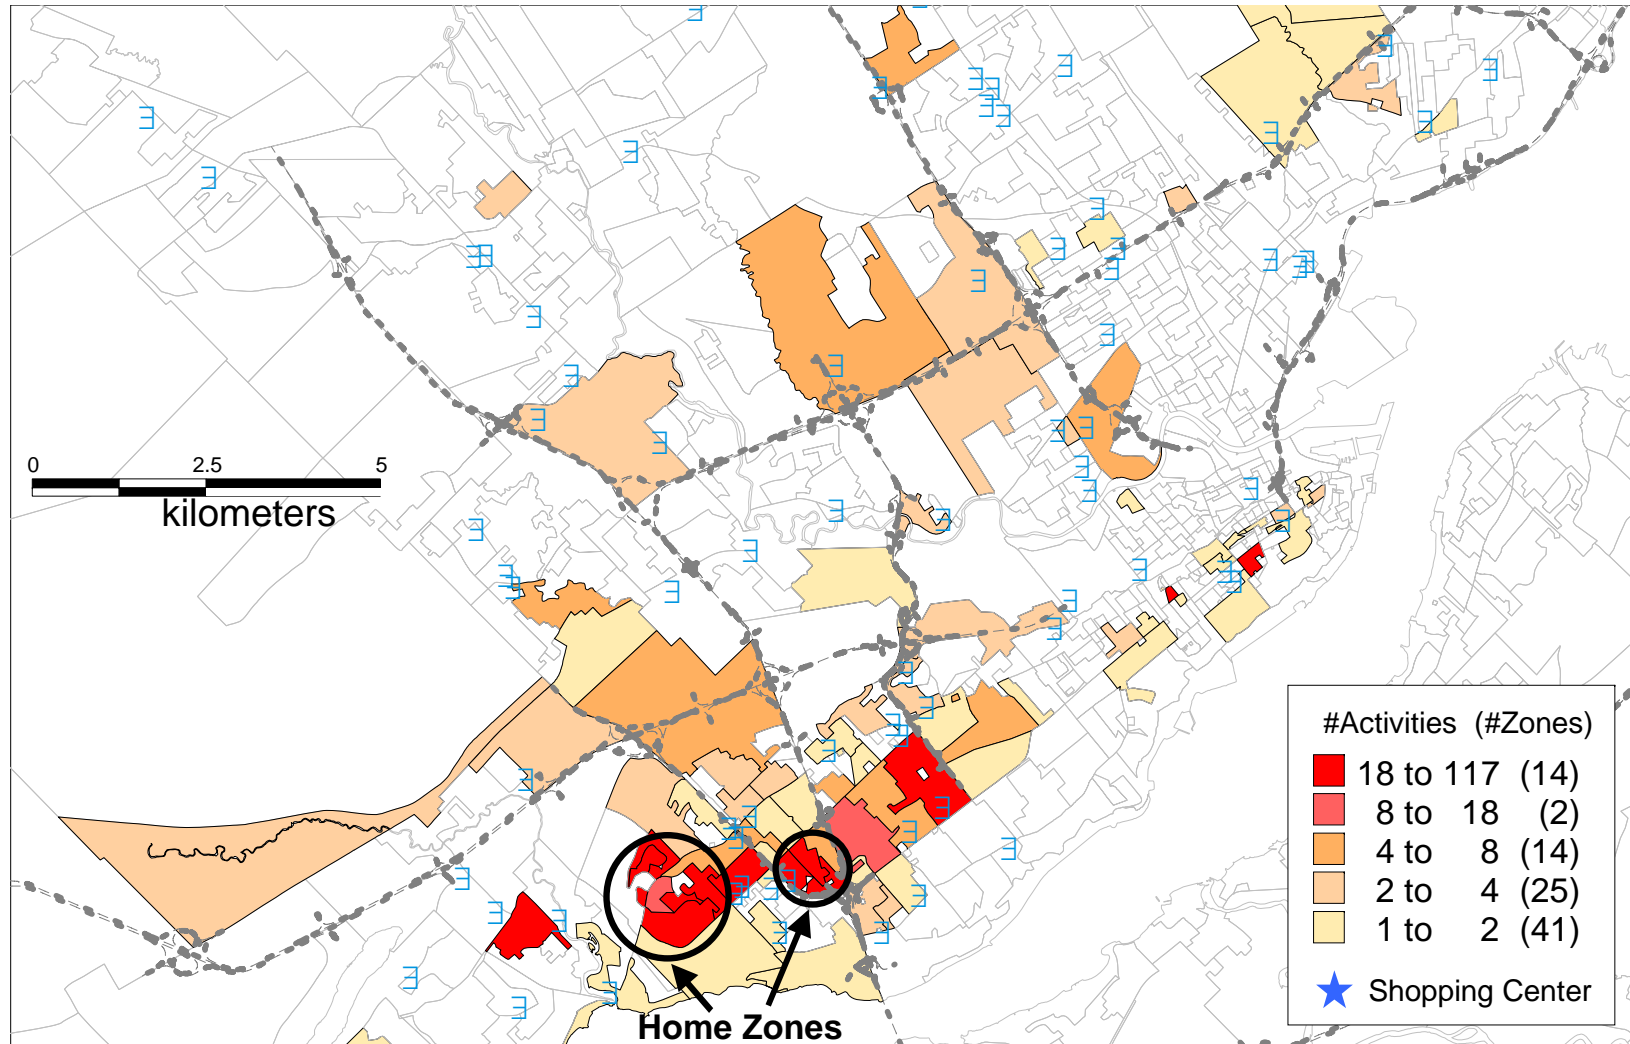 0 2.5 5
kilometers
#Activities (#Zones)
18 to 117 (14)
8 to 18 (2)
4 to 8 (14)
2 to 4 (25)
1 to 2 (41)
Shopping Center
Home Zones